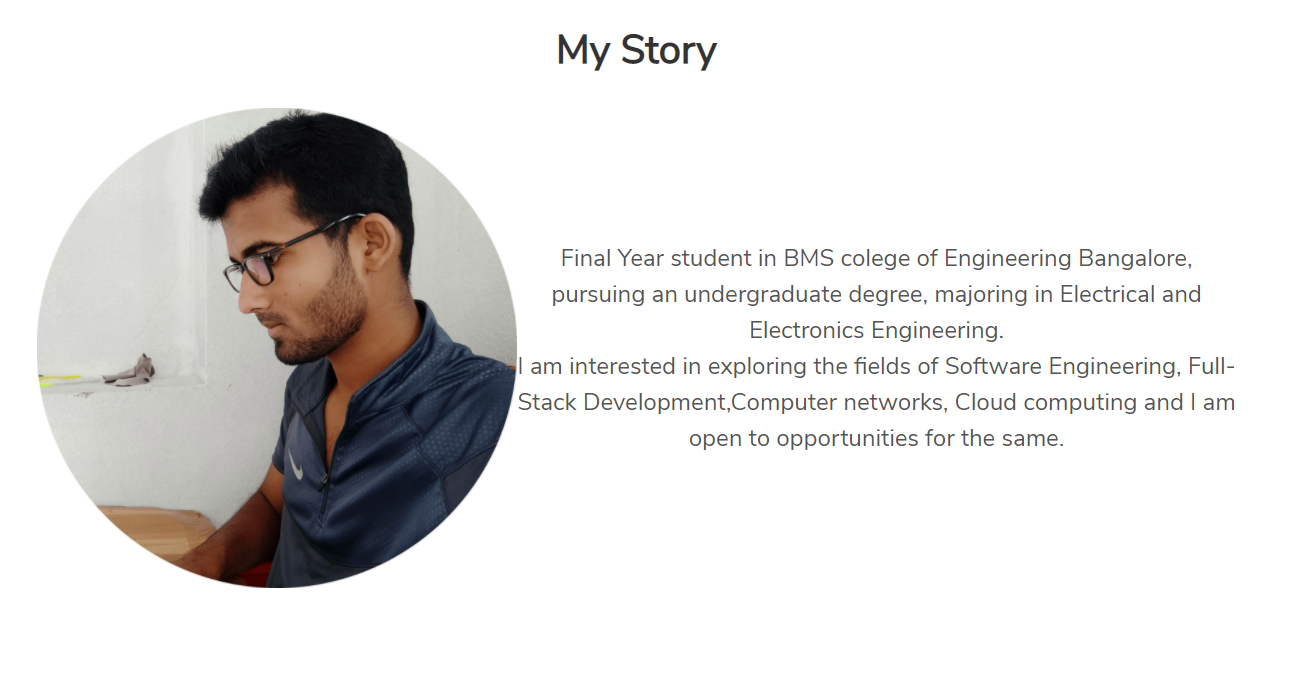 My Story
Final Year student in BMS colege of Engineering Bangalore,
pursuing an undergraduate degree, majoring in Electrical and
Electronics Engineering.
I am interested in exploring the fields of Software Engineering, Full-
Stack Development,Computer networks, Cloud computing and I am
open to opportunities for the same.